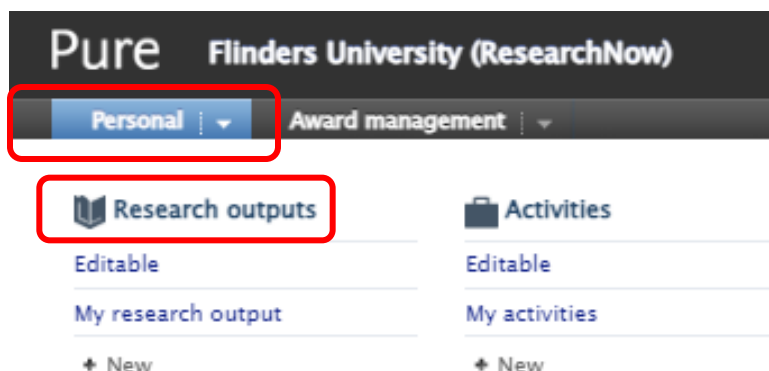 Pure Flinders University (ResearchNow)
Personal Award management
Research outputs Activities
Editable Editable
My research output My activities
+ New + New